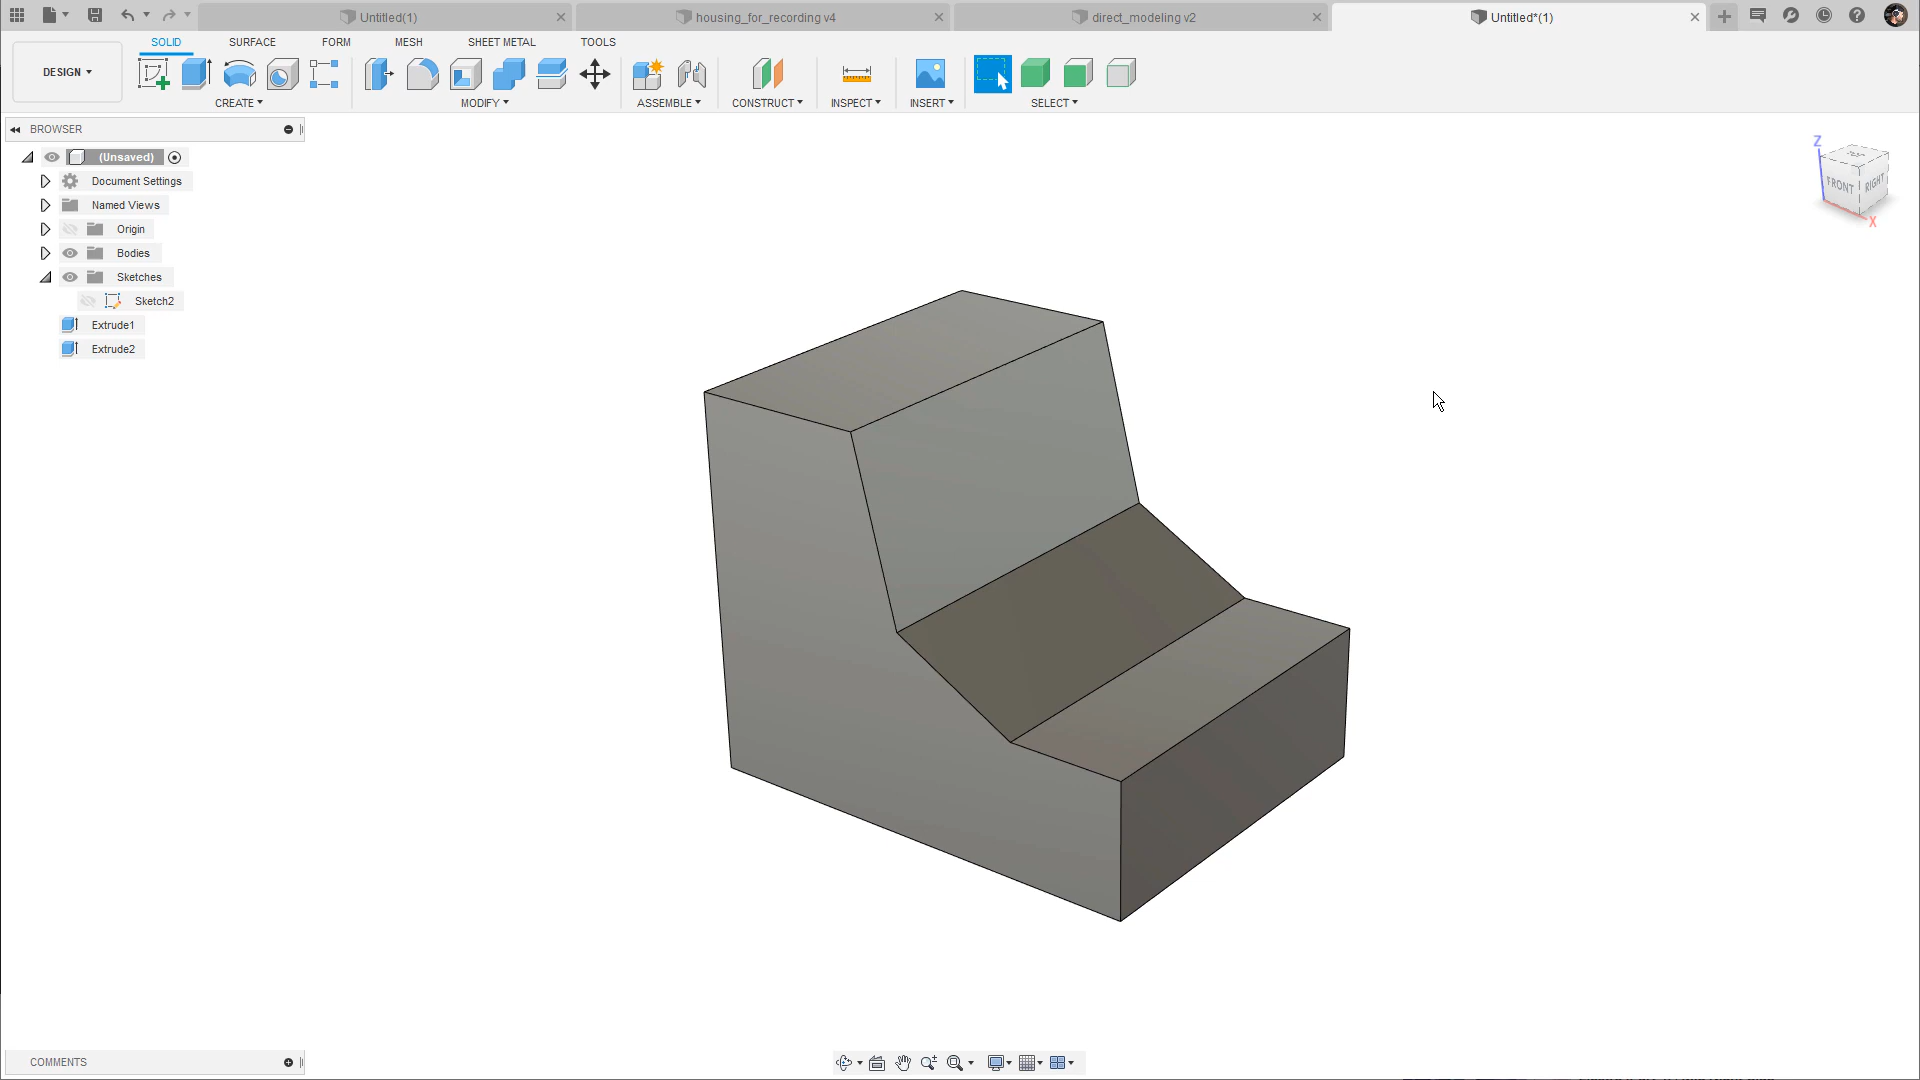 Untitled(1)
housing_for_recording v4
direct_modeling v2
Untitled*(1)
SOLID
SURFACE
FORM
MESH
SHEET METAL
TOOLS
DESIGN
CREATE
MODIFY
ASSEMBLE
CONSTRUCT
INSPECT
INSERT
SELECT
BROWSER
(Unsaved)
Document Settings
Named Views
Origin
Bodies
Sketches
Sketch2
Extrude1
Extrude2
Z
FRONT
RIGHT
X
COMMENTS